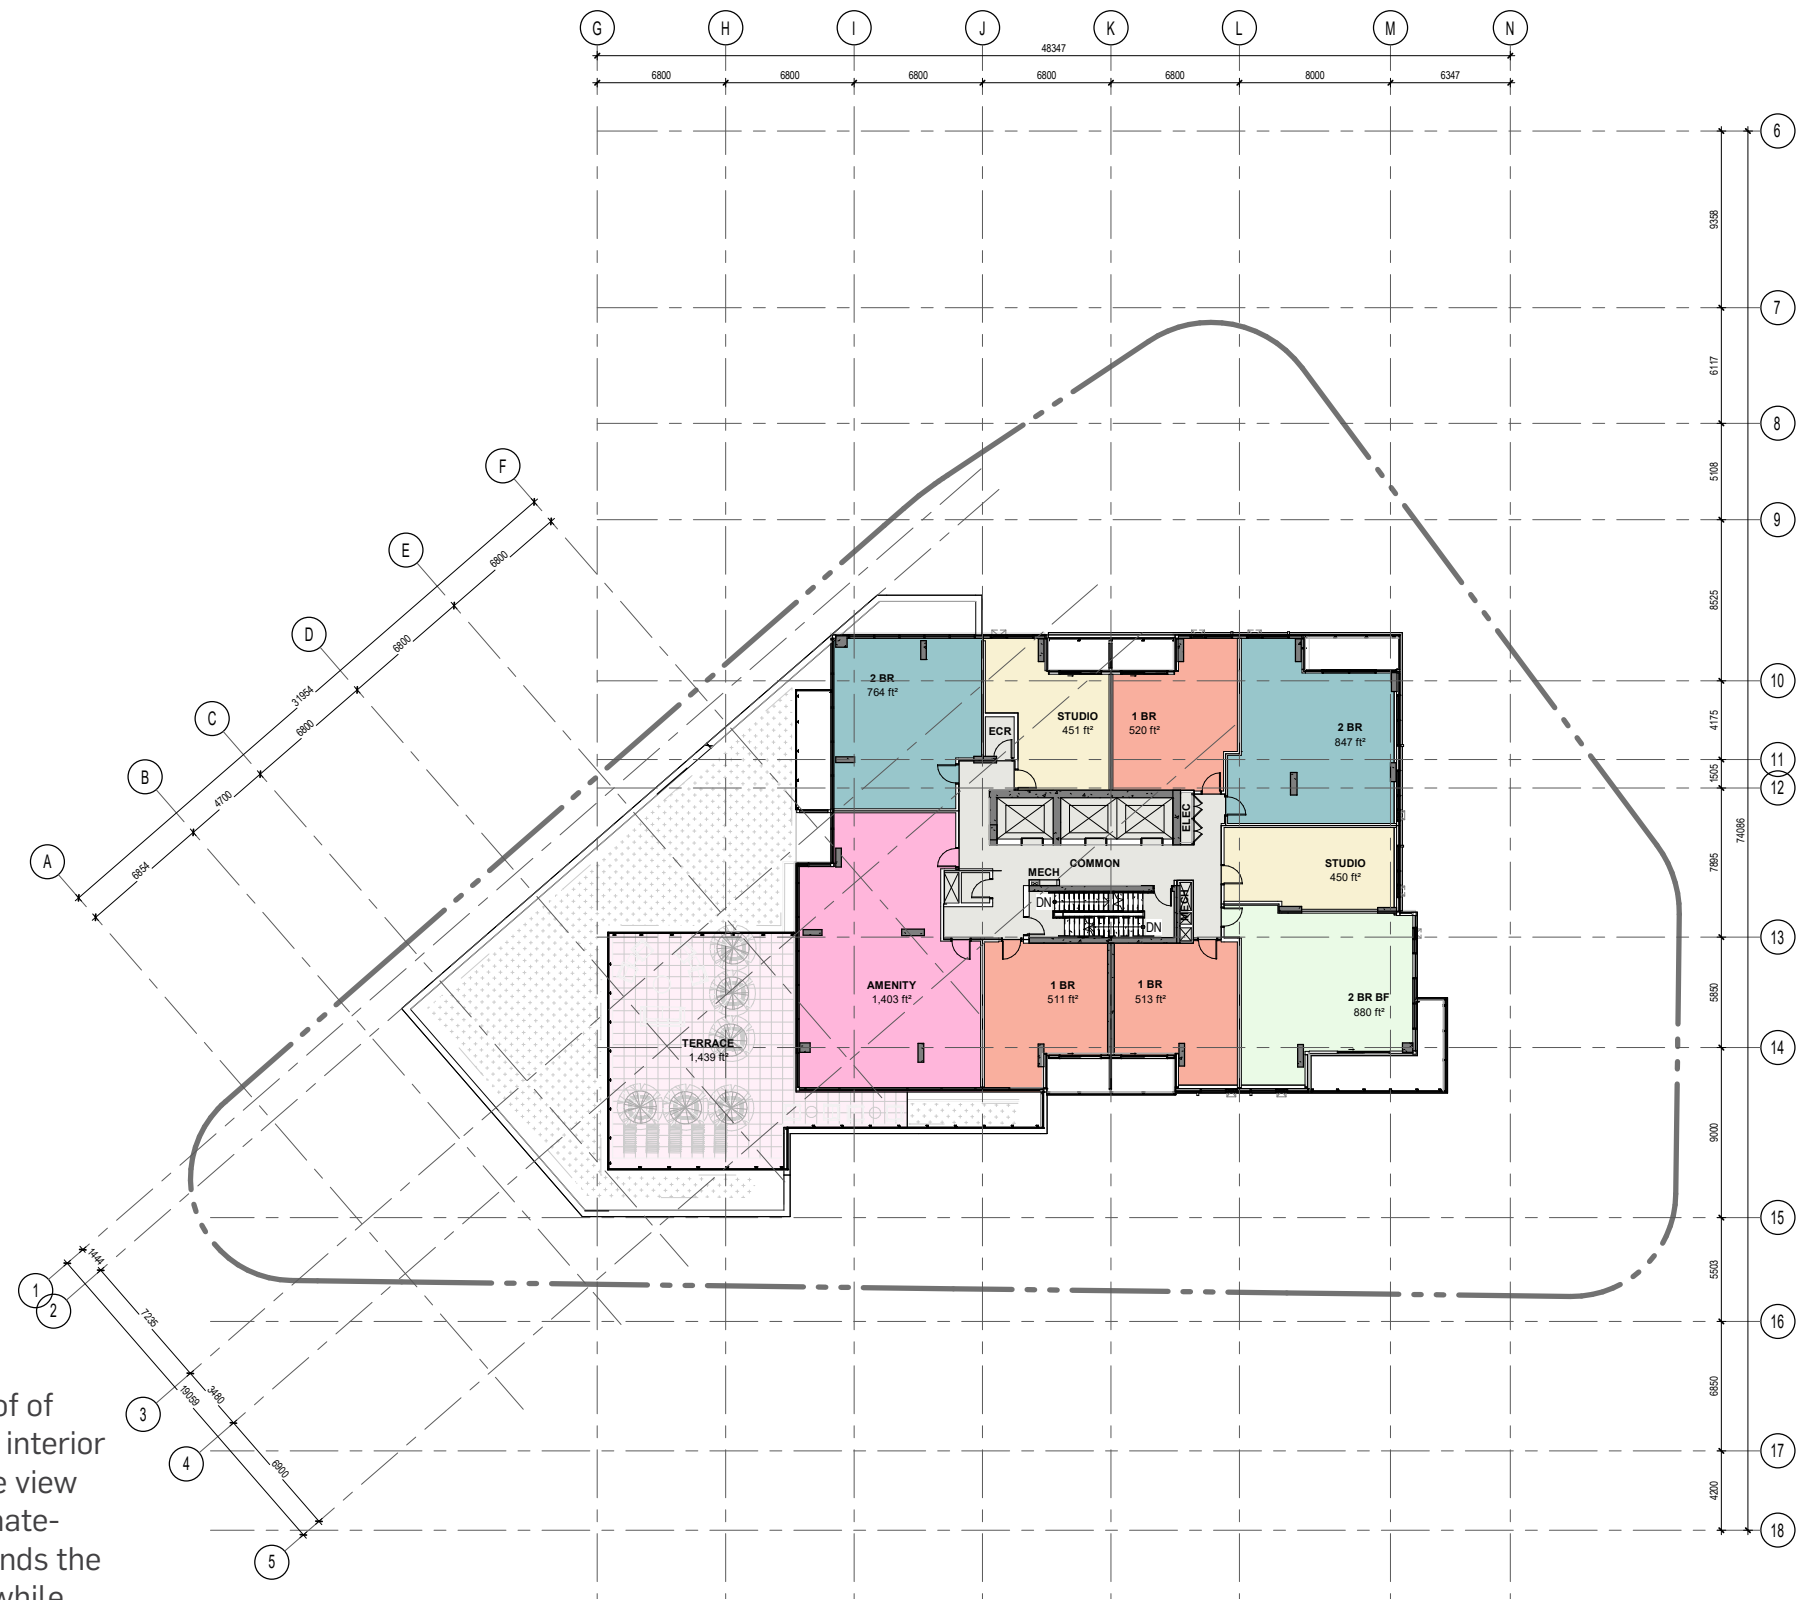 G
H
I
J
K
L
M
N
48347
6800
6800
6800
6800
6800
8000
6347
6
7
8
9
10
11
12
13
14
15
16
17
18
9358
6117
5108
8525
4175
1505
7895
5850
9000
5503
6850
4200
74086
F
E
D
C
B
A
31954
6800
6800
6800
4700
6854
2 BR
764 ft²
STUDIO
451 ft²
1 BR
520 ft²
2 BR
847 ft²
ECR
ELEC
COMMON
MECH
MECH
DN
DN
STUDIO
450 ft²
AMENITY
1,403 ft²
1 BR
511 ft²
1 BR
513 ft²
2 BR BF
880 ft²
TERRACE
1,439 ft²
1
2
3
4
5
1444
7235
3480
6900
19059
of of
interior
e view
nate-
nds the
while